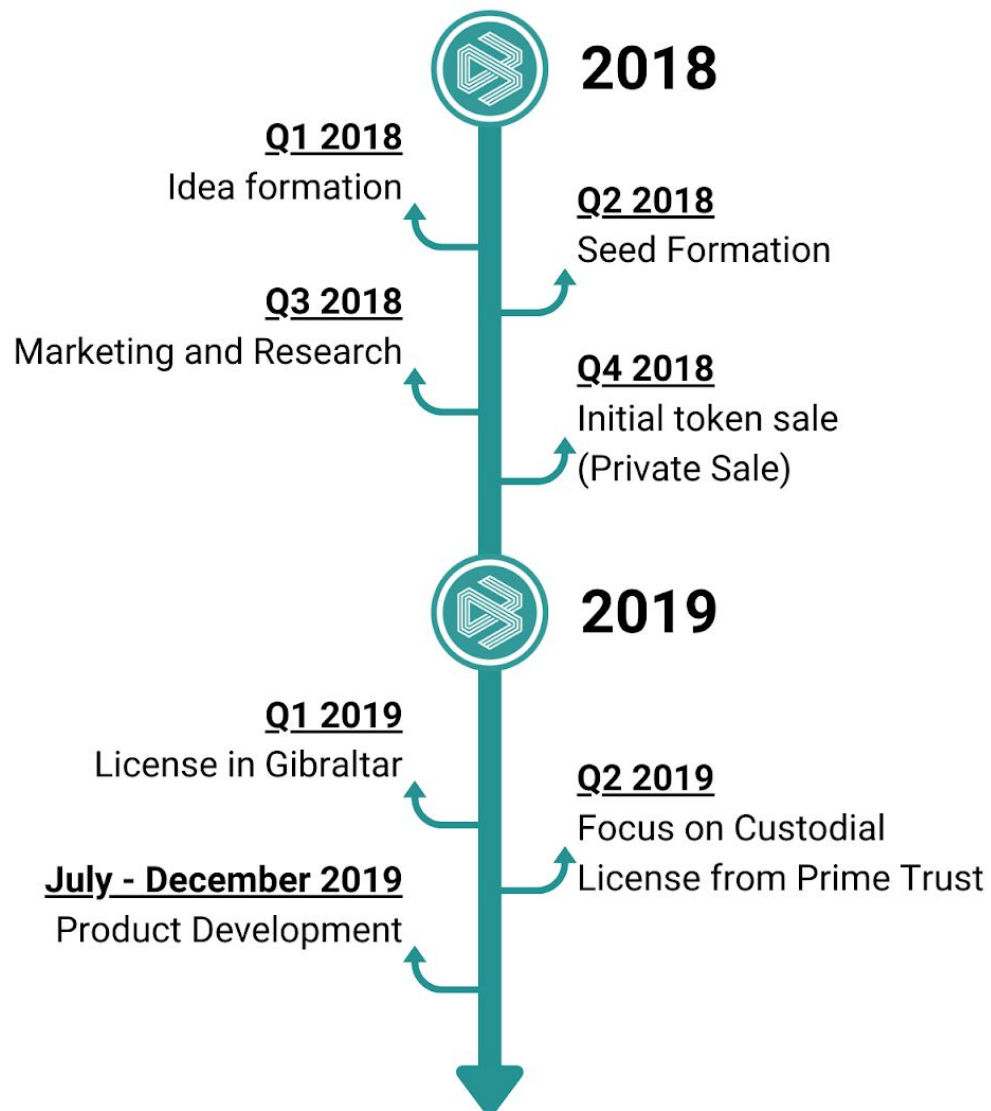 2018
Q1 2018
Idea formation
Q2 2018
Seed Formation
Q3 2018
Marketing and Research
Q4 2018
Initial token sale
(Private Sale)
2019
Q1 2019
License in Gibraltar
Q2 2019
Focus on Custodial
License from Prime Trust
July - December 2019
Product Development